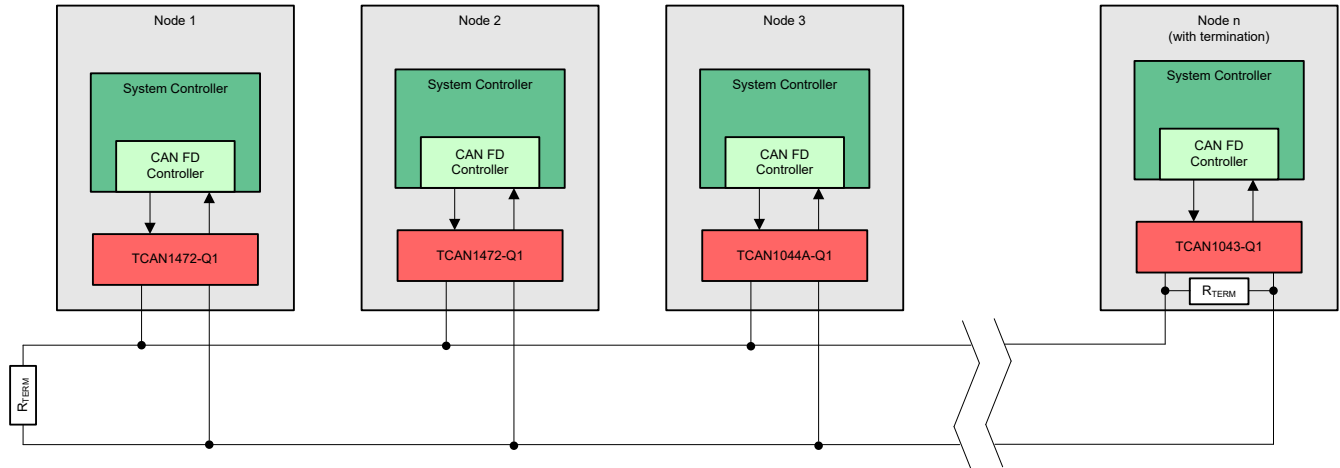 Node 1
System Controller
CAN FD
Controller
TCAN1472-Q1
Node 2
System Controller
CAN FD
Controller
TCAN1472-Q1
Node 3
System Controller
CAN FD
Controller
TCAN1044A-Q1
Node n
(with termination)
System Controller
CAN FD
Controller
TCAN1043-Q1
RTERM
RTERM